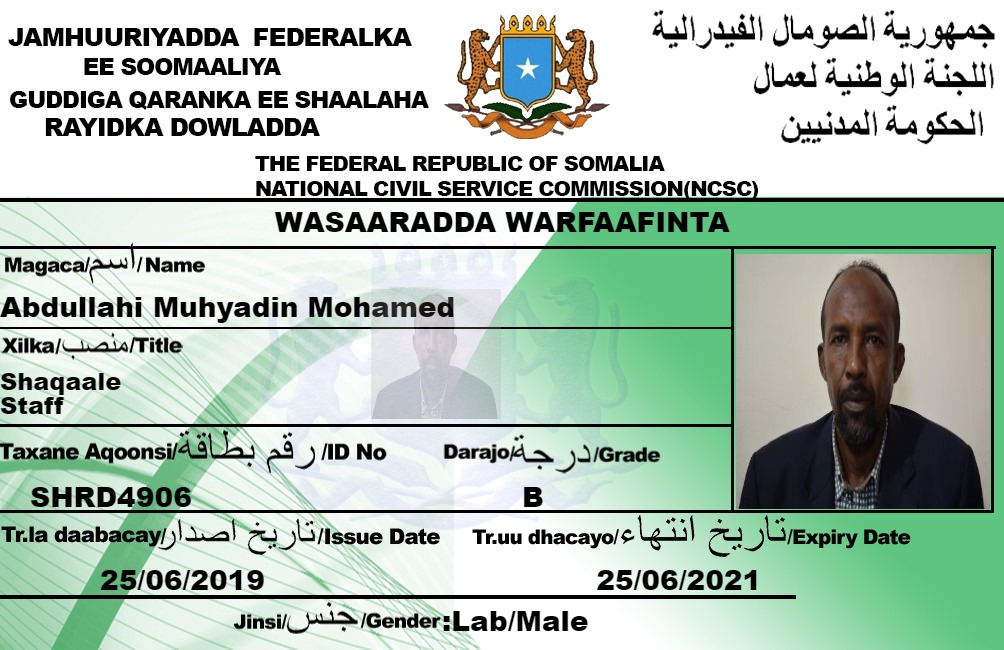 JAMHUURIYADDA FEDERALKA
EE SOOMAALIYA
GUDDIGA QARANKA EE SHAALAHA
RAYIDKA DOWLADDA
جمهورية الصومال الفيدرالية
اللجنة الوطنية لعمال
الحكومة المدنيين
THE FEDERAL REPUBLIC OF SOMALIA
NATIONAL CIVIL SERVICE COMMISSION(NCSC)
WASAARADDA WARFAAFINTA
Magaca/اسم/Name
Abdullahi Muhyadin Mohamed
Xilka/منصب/Title
Shaqaale
Staff
Taxane Aqoonsi/رقم بطاقة/ID No
SHRD4906
Darajo/درجة/Grade
B
Tr.la daabacay/تاريخ اصدار/Issue Date
25/06/2019
Tr.uu dhacayo/تاريخ انتهاء/Expiry Date
25/06/2021
Jinsi/جنس/Gender:Lab/Male